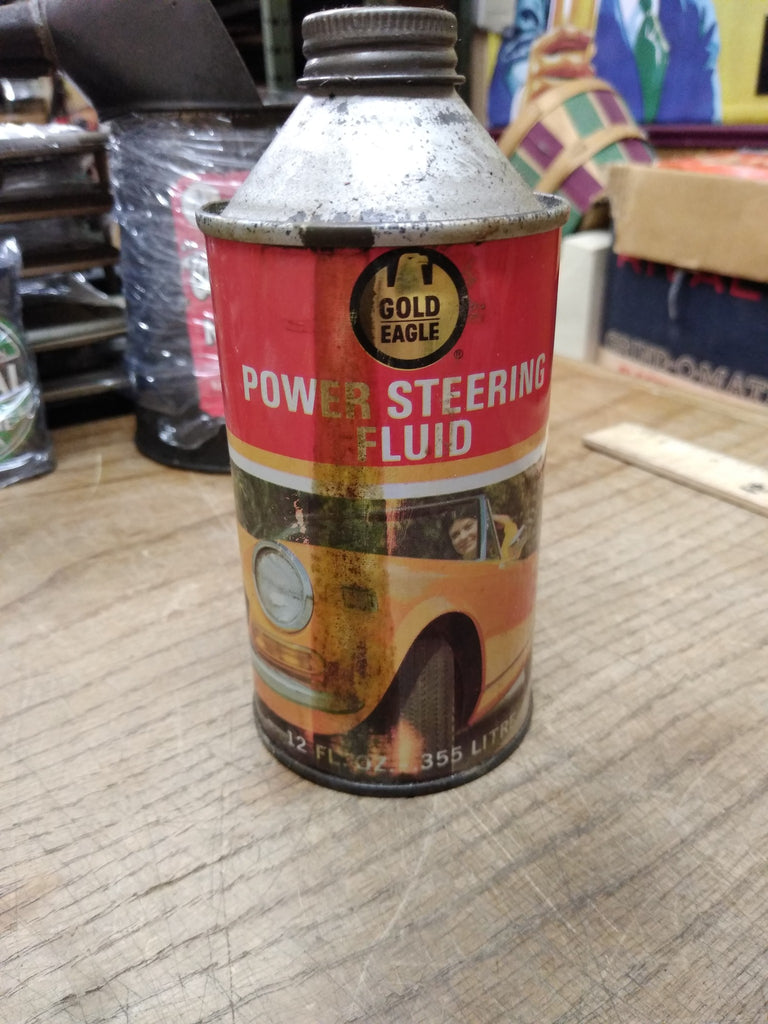 GOLD
EAGLE
®
POWER STEERING
FLUID
12 FL. OZ. .355 LITRE